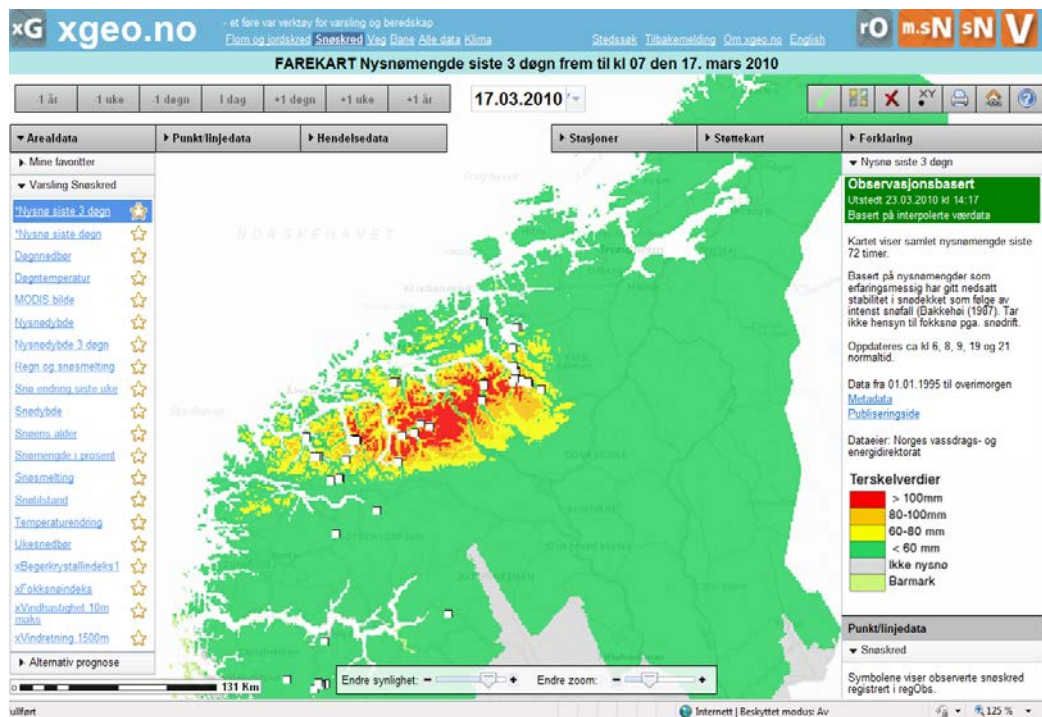 xG xgeo.no
- et føre var verktøy for varsling og beredskap
Flom og jordskred Snøskred Veg Bane Alle data Klima
Stedssøk Tilbakemelding Om xgeo.no English
rO m.sN sN V
FAREKART Nysnømengde siste 3 døgn frem til kl 07 den 17. mars 2010
-1 år -1 uke -1 døgn I dag +1 døgn +1 uke +1 år
17.03.2010
XY
Arealdata
Punkt/linjedata
Hendelsedata
Stasjoner
Støttekart
Forklaring
Mine favoritter
Varsling Snøskred
*Nysnø siste 3 døgn
*Nysnø siste døgn
Døgnnedbør
Døgntemperatur
MODIS bilde
Nysnødybde
Nysnødybde 3 døgn
Regn og snøsmelting
Snø endring siste uke
Snødybde
Snøens alder
Snømengde i prosent
Snøsmelting
Snøtilstand
Temperaturendring
Ukesnedbør
xBegerkrystallindeks1
xFokksnøindeks
xVindhastighet 10m
maks
xVindretning 1500m
Alternativ prognose
NORSKEHAVET
0 131 Km
Endre synlighet: - +
Endre zoom: - +
Nysnø siste 3 døgn
Observasjonsbasert
Utstedt 23.03.2010 kl 14:17
Basert på interpolerte værdata
Kartet viser samlet nysnømengde siste
72 timer.
Basert på nysnømengder som
erfaringsmessig har gitt nedsatt
stabilitet i snødekket som følge av
intenst snøfall (Bakkehøi (1987). Tar
ikke hensyn til fokksnø pga. snødrift.
Oppdateres ca kl 6, 8, 9, 19 og 21
normaltid.
Data fra 01.01.1995 til overimorgen
Metadata
Publiseringside
Dataeier: Norges vassdrags- og
energidirektorat
Terskelverdier
> 100mm
80-100mm
60-80 mm
< 60 mm
Ikke nysnø
Barmark
Punkt/linjedata
Snøskred
Symbolene viser observerte snøskred
registrert i regObs.
ullført
Internett | Beskyttet modus: Av
125 %